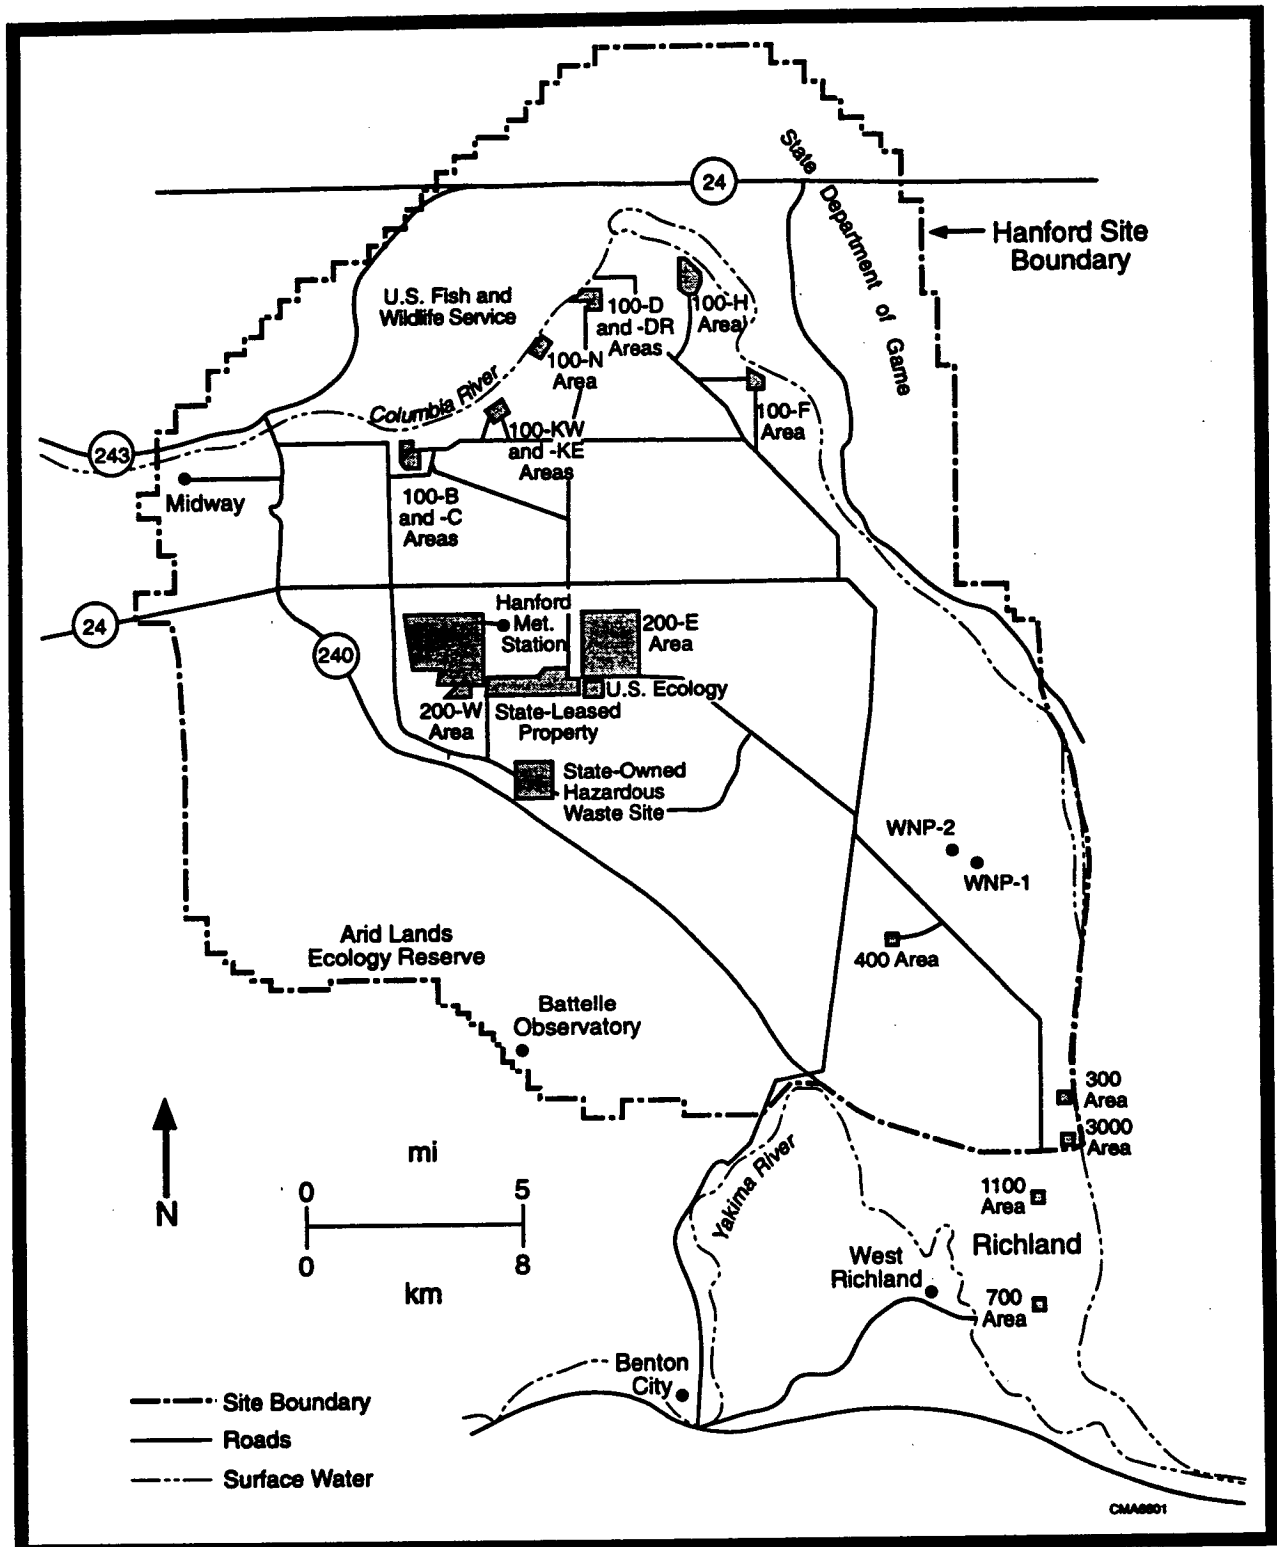 24
State Department of Game
Hanford Site
Boundary
U.S. Fish and
Wildlife Service
100-D
and -DR
Areas
100-H
Area
100-N
Area
Columbia River
100-F
Area
100-KW
and -KE
Areas
243
Midway
100-B
and -C
Areas
24
240
Hanford
Met.
Station
200-E
Area
U.S. Ecology
200-W
Area
State-Leased
Property
State-Owned
Hazardous
Waste Site
WNP-2
WNP-1
400 Area
Arid Lands
Ecology Reserve
Battelle
Observatory
300
Area
3000
Area
N
mi
0 5
0 8
km
Yakima River
1100
Area
Richland
West
Richland
700
Area
Benton
City
Site Boundary
Roads
Surface Water